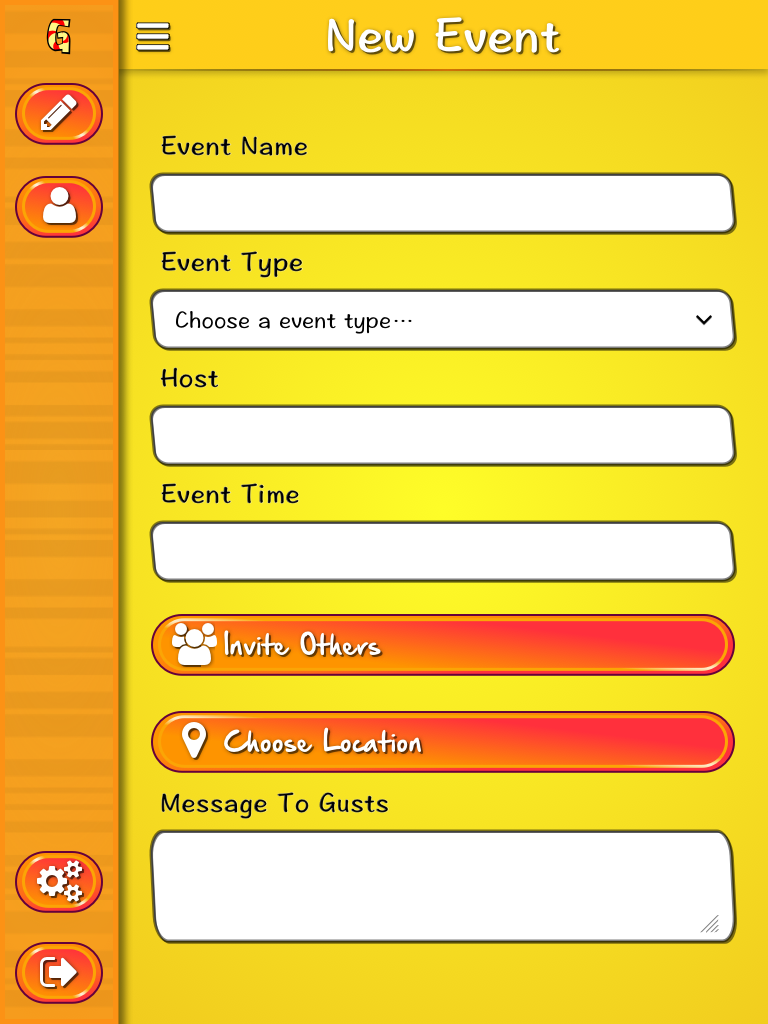 G
New Event
Event Name
Event Type
Choose a event type...
Host
Event Time
Invite Others
Choose Location
Message To Gusts